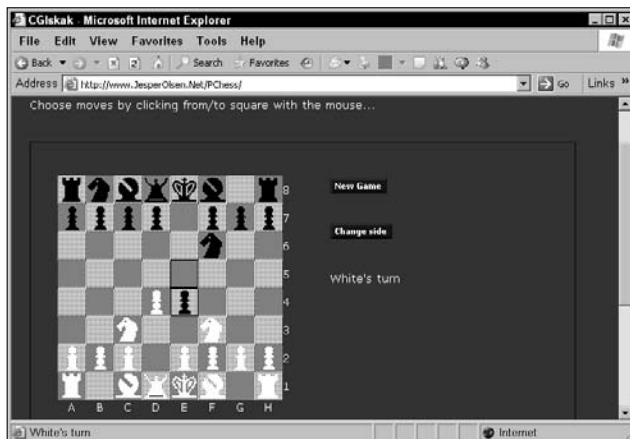 CGIskak - Microsoft Internet Explorer
File Edit View Favorites Tools Help
Back Search Favorites
Address http://www.JesperOlsen.Net/PChess/ Go Links »
Choose moves by clicking from/to square with the mouse...
New Game
Change side
White's turn
8
7
6
5
4
3
2
1
A B C D E F G H
White's turn Internet